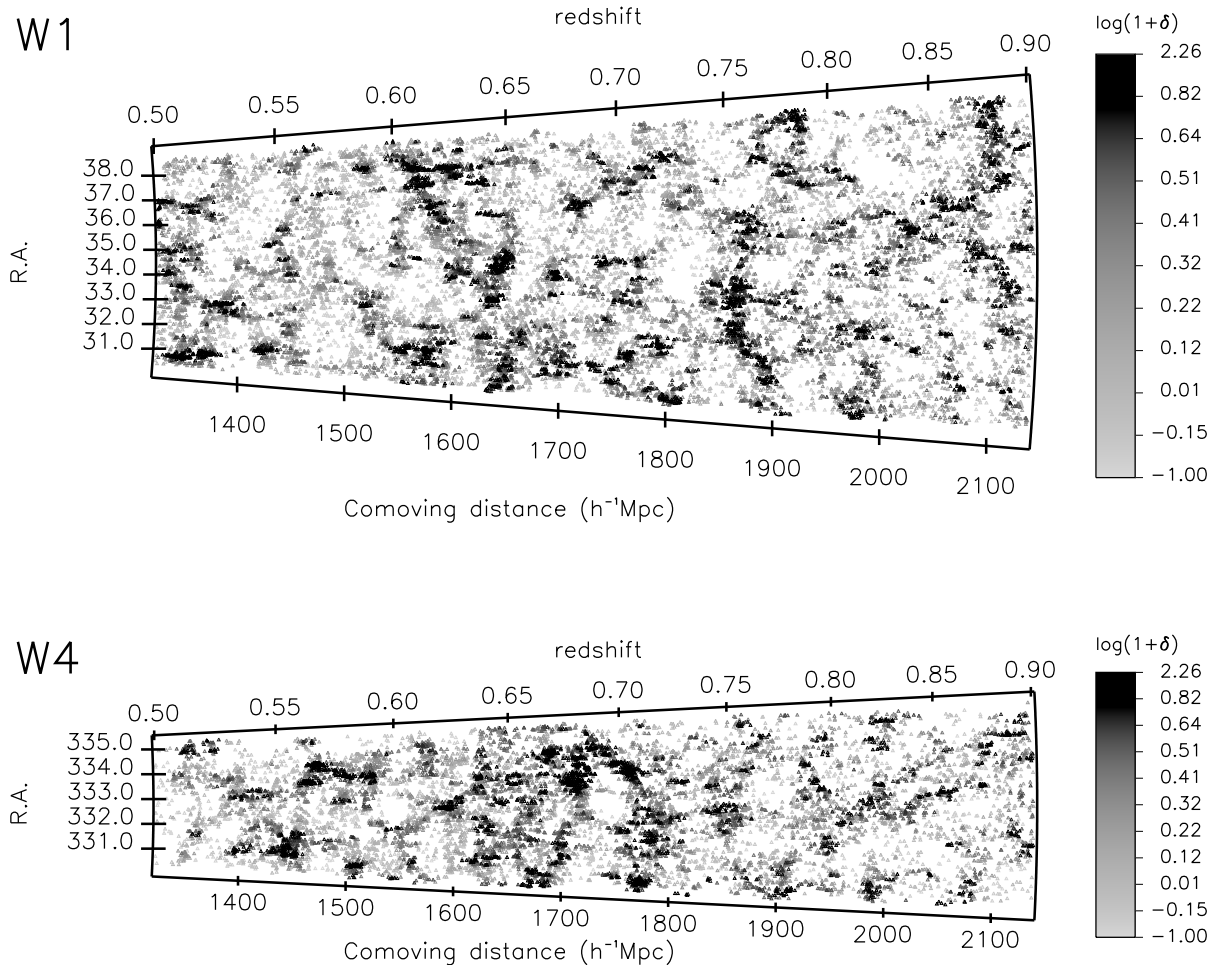 W1
redshift
0.50 0.55 0.60 0.65 0.70 0.75 0.80 0.85 0.90
R.A.
38.0
37.0
36.0
35.0
34.0
33.0
32.0
31.0
1400 1500 1600 1700 1800 1900 2000 2100
Comoving distance (h⁻¹Mpc)
log(1+δ)
2.26
0.82
0.64
0.51
0.41
0.32
0.22
0.12
0.01
−0.15
−1.00
W4
redshift
0.50 0.55 0.60 0.65 0.70 0.75 0.80 0.85 0.90
R.A.
335.0
334.0
333.0
332.0
331.0
1400 1500 1600 1700 1800 1900 2000 2100
Comoving distance (h⁻¹Mpc)
log(1+δ)
2.26
0.82
0.64
0.51
0.41
0.32
0.22
0.12
0.01
−0.15
−1.00